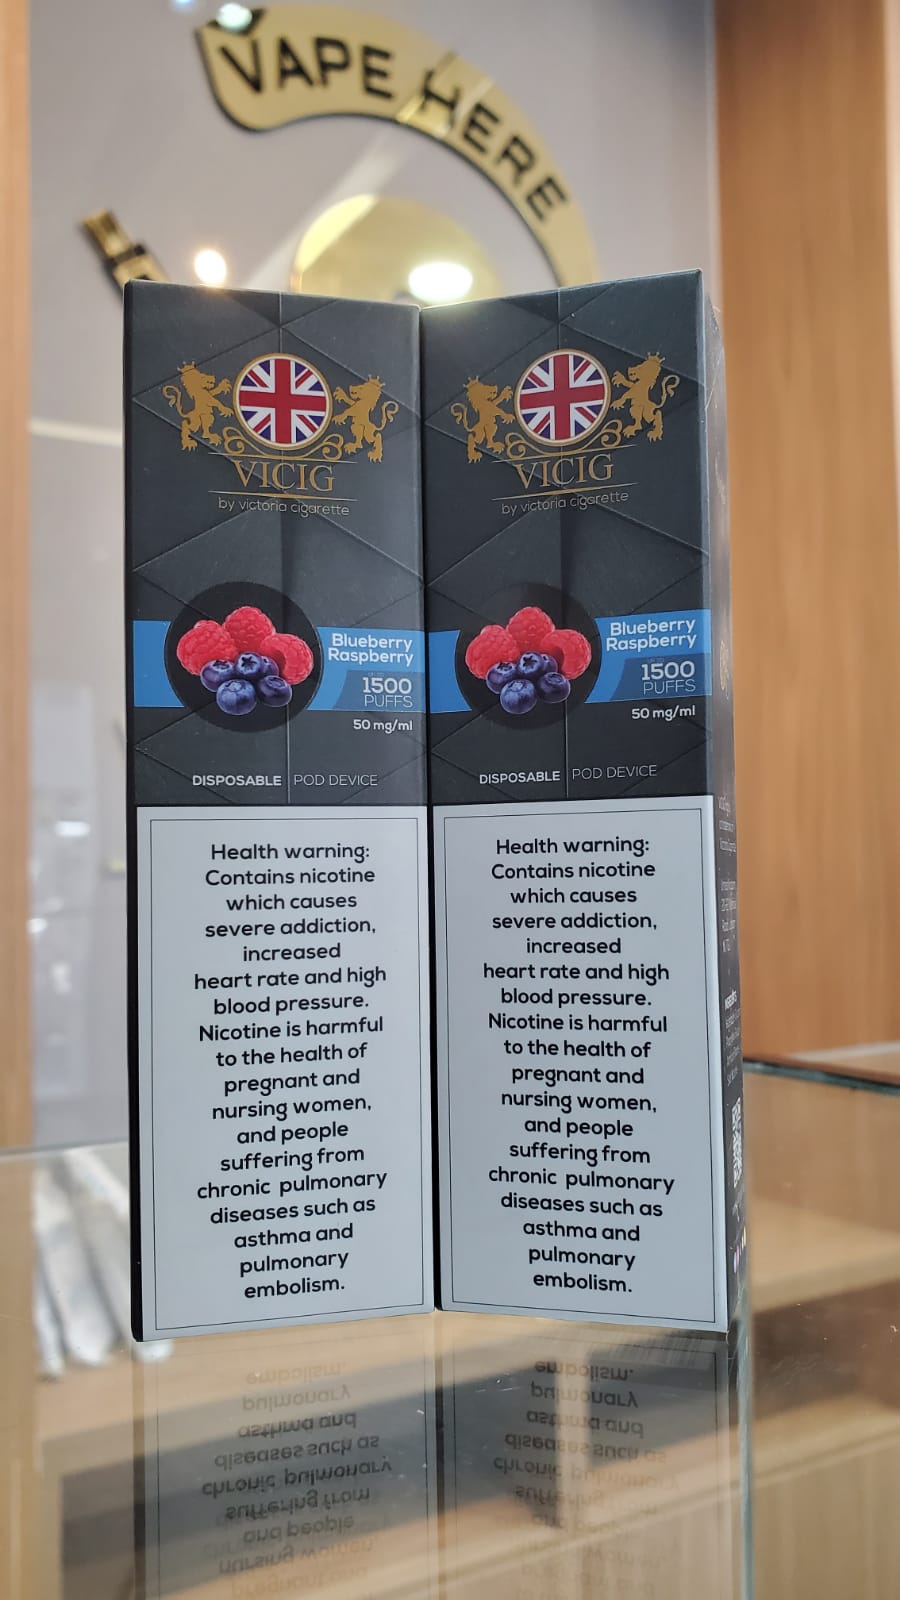 VAPE HERE
VICIG
by victoria cigarette
Blueberry
Raspberry
1500
PUFFS
50 mg/ml
DISPOSABLE | POD DEVICE
Health warning:
Contains nicotine
which causes
severe addiction,
increased
heart rate and high
blood pressure.
Nicotine is harmful
to the health of
pregnant and
nursing women,
and people
suffering from
chronic pulmonary
diseases such as
asthma and
pulmonary
embolism.
VICIG
by victoria cigarette
Blueberry
Raspberry
1500
PUFFS
50 mg/ml
DISPOSABLE | POD DEVICE
Health warning:
Contains nicotine
which causes
severe addiction,
increased
heart rate and high
blood pressure.
Nicotine is harmful
to the health of
pregnant and
nursing women,
and people
suffering from
chronic pulmonary
diseases such as
asthma and
pulmonary
embolism.